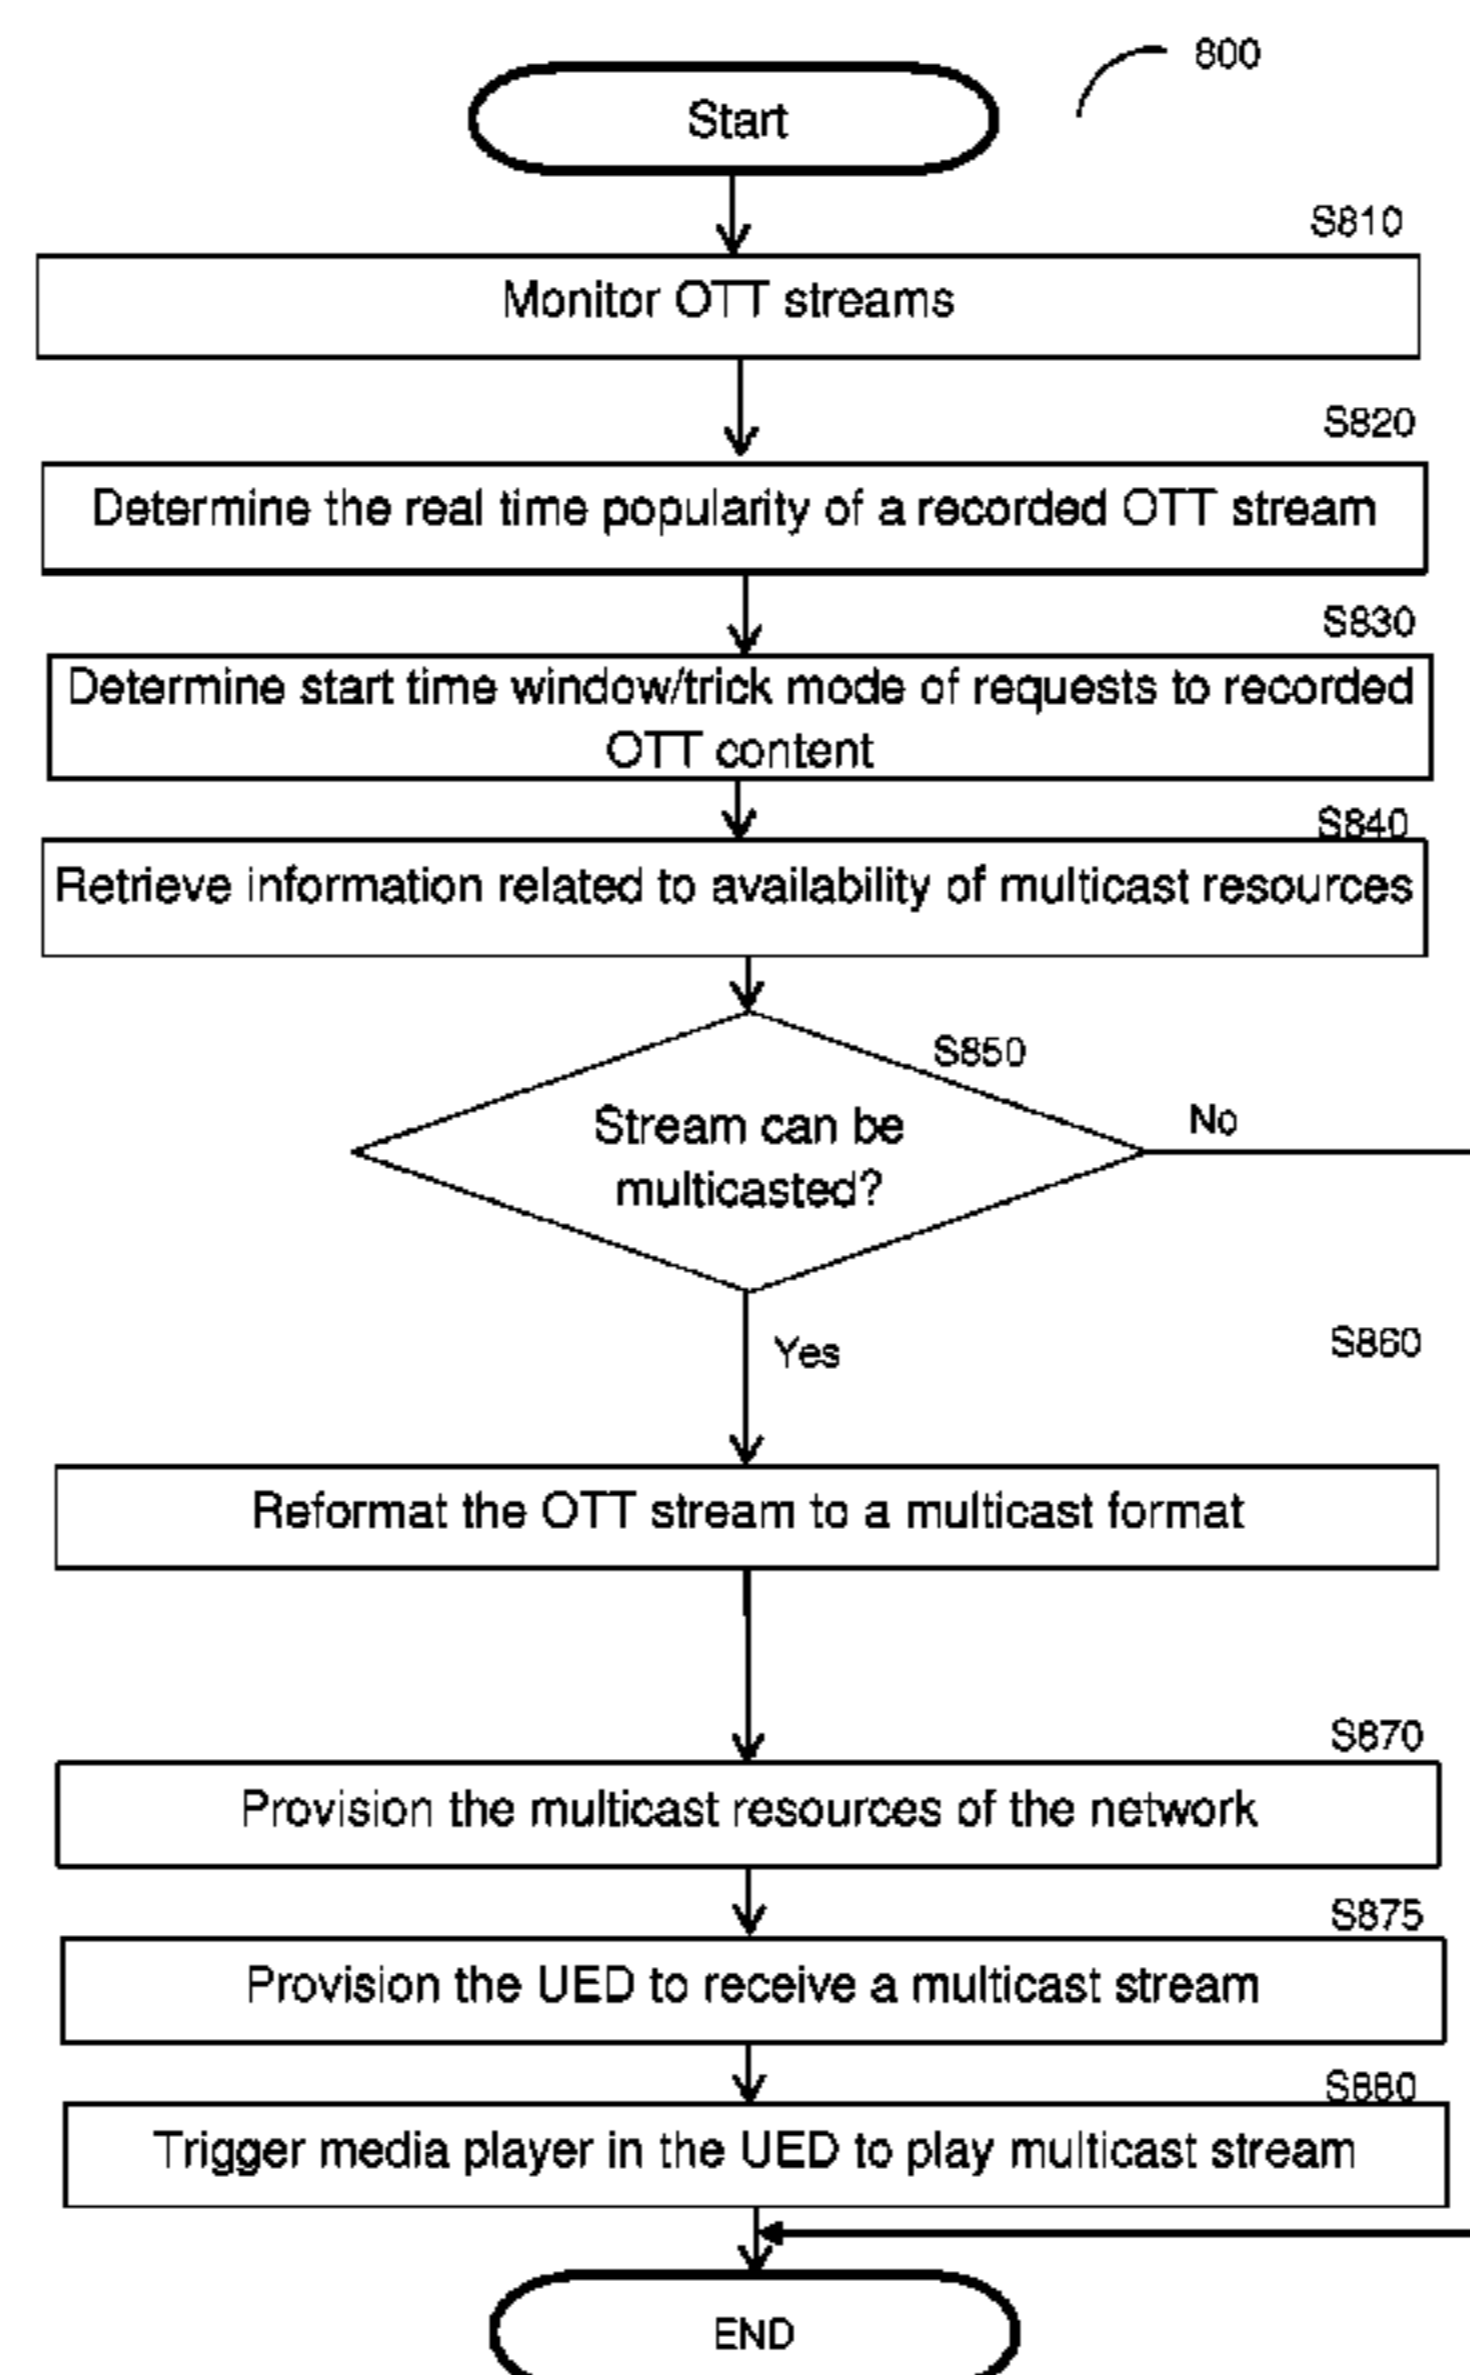 800
Start
S810
Monitor OTT streams
S820
Determine the real time popularity of a recorded OTT stream
S830
Determine start time window/trick mode of requests to recorded
OTT content
S840
Retrieve information related to availability of multicast resources
S850
Stream can be
multicasted?
No
Yes
S860
Reformat the OTT stream to a multicast format
S870
Provision the multicast resources of the network
S875
Provision the UED to receive a multicast stream
S880
Trigger media player in the UED to play multicast stream
END